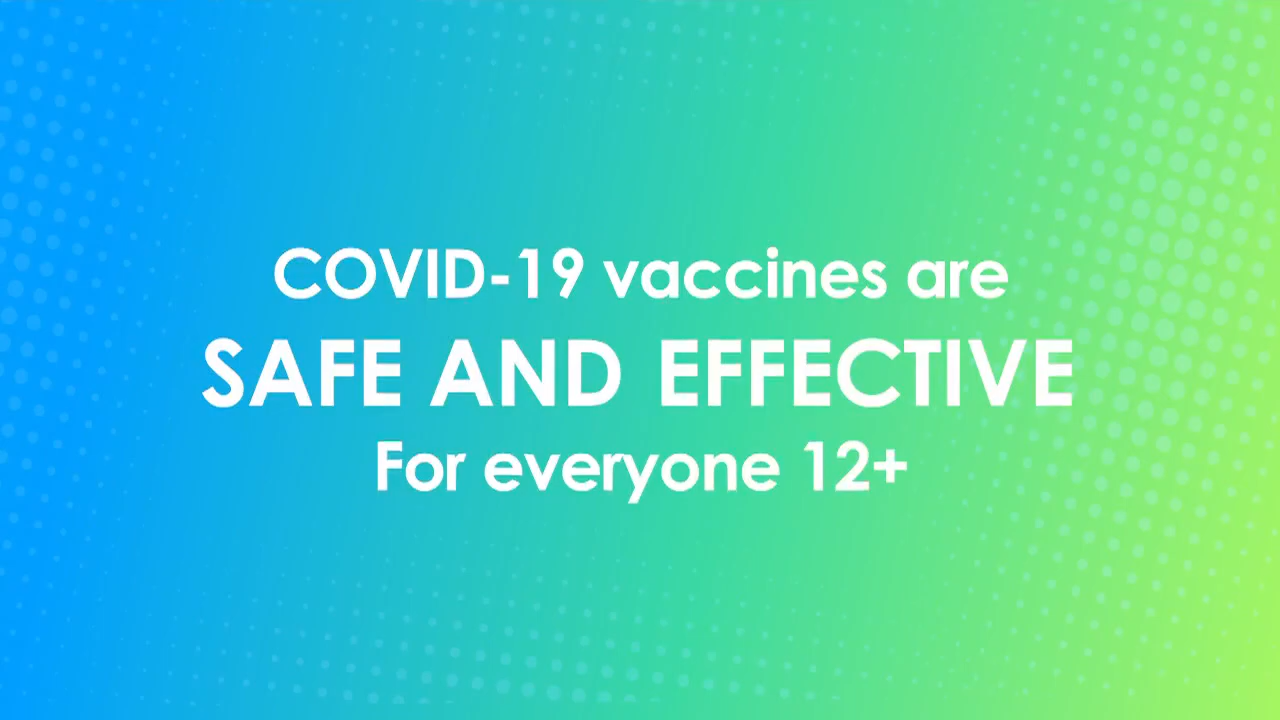 COVID-19 vaccines are
SAFE AND EFFECTIVE
For everyone 12+